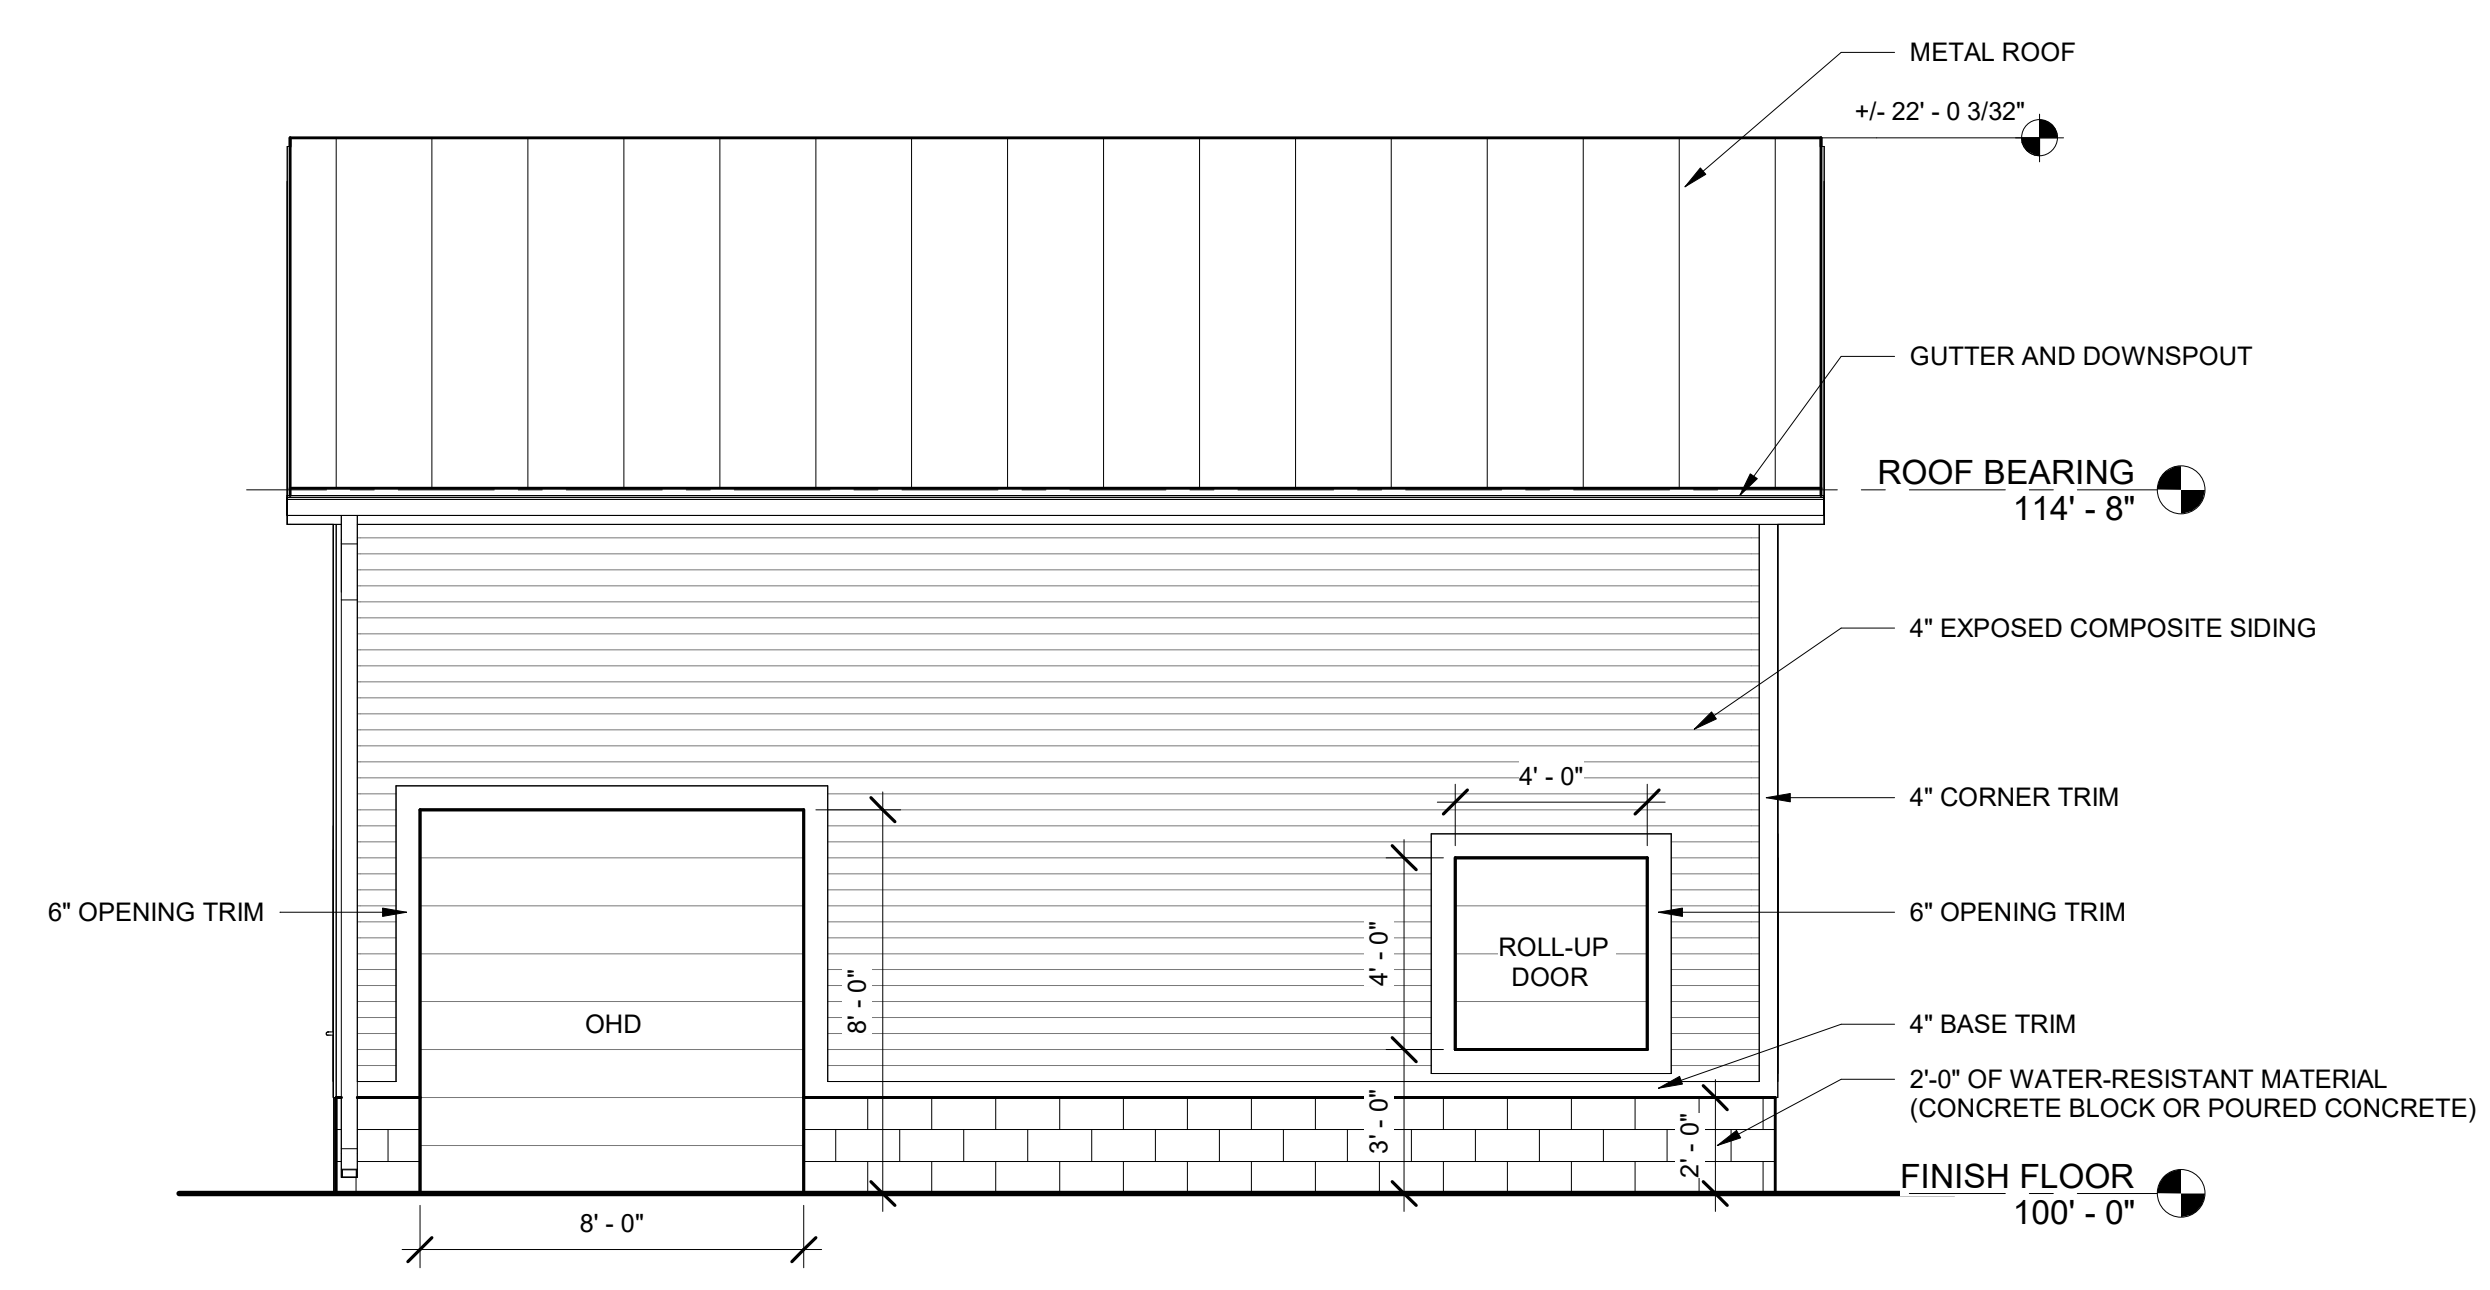 METAL ROOF
+/- 22' - 0 3/32"
GUTTER AND DOWNSPOUT
ROOF BEARING
114' - 8"
4" EXPOSED COMPOSITE SIDING
4' - 0"
4" CORNER TRIM
6" OPENING TRIM
6" OPENING TRIM
4' - 0"
ROLL-UP
DOOR
8' - 0"
OHD
4" BASE TRIM
2'-0" OF WATER-RESISTANT MATERIAL
(CONCRETE BLOCK OR POURED CONCRETE)
3' - 0"
2' - 0"
FINISH FLOOR
100' - 0"
8' - 0"